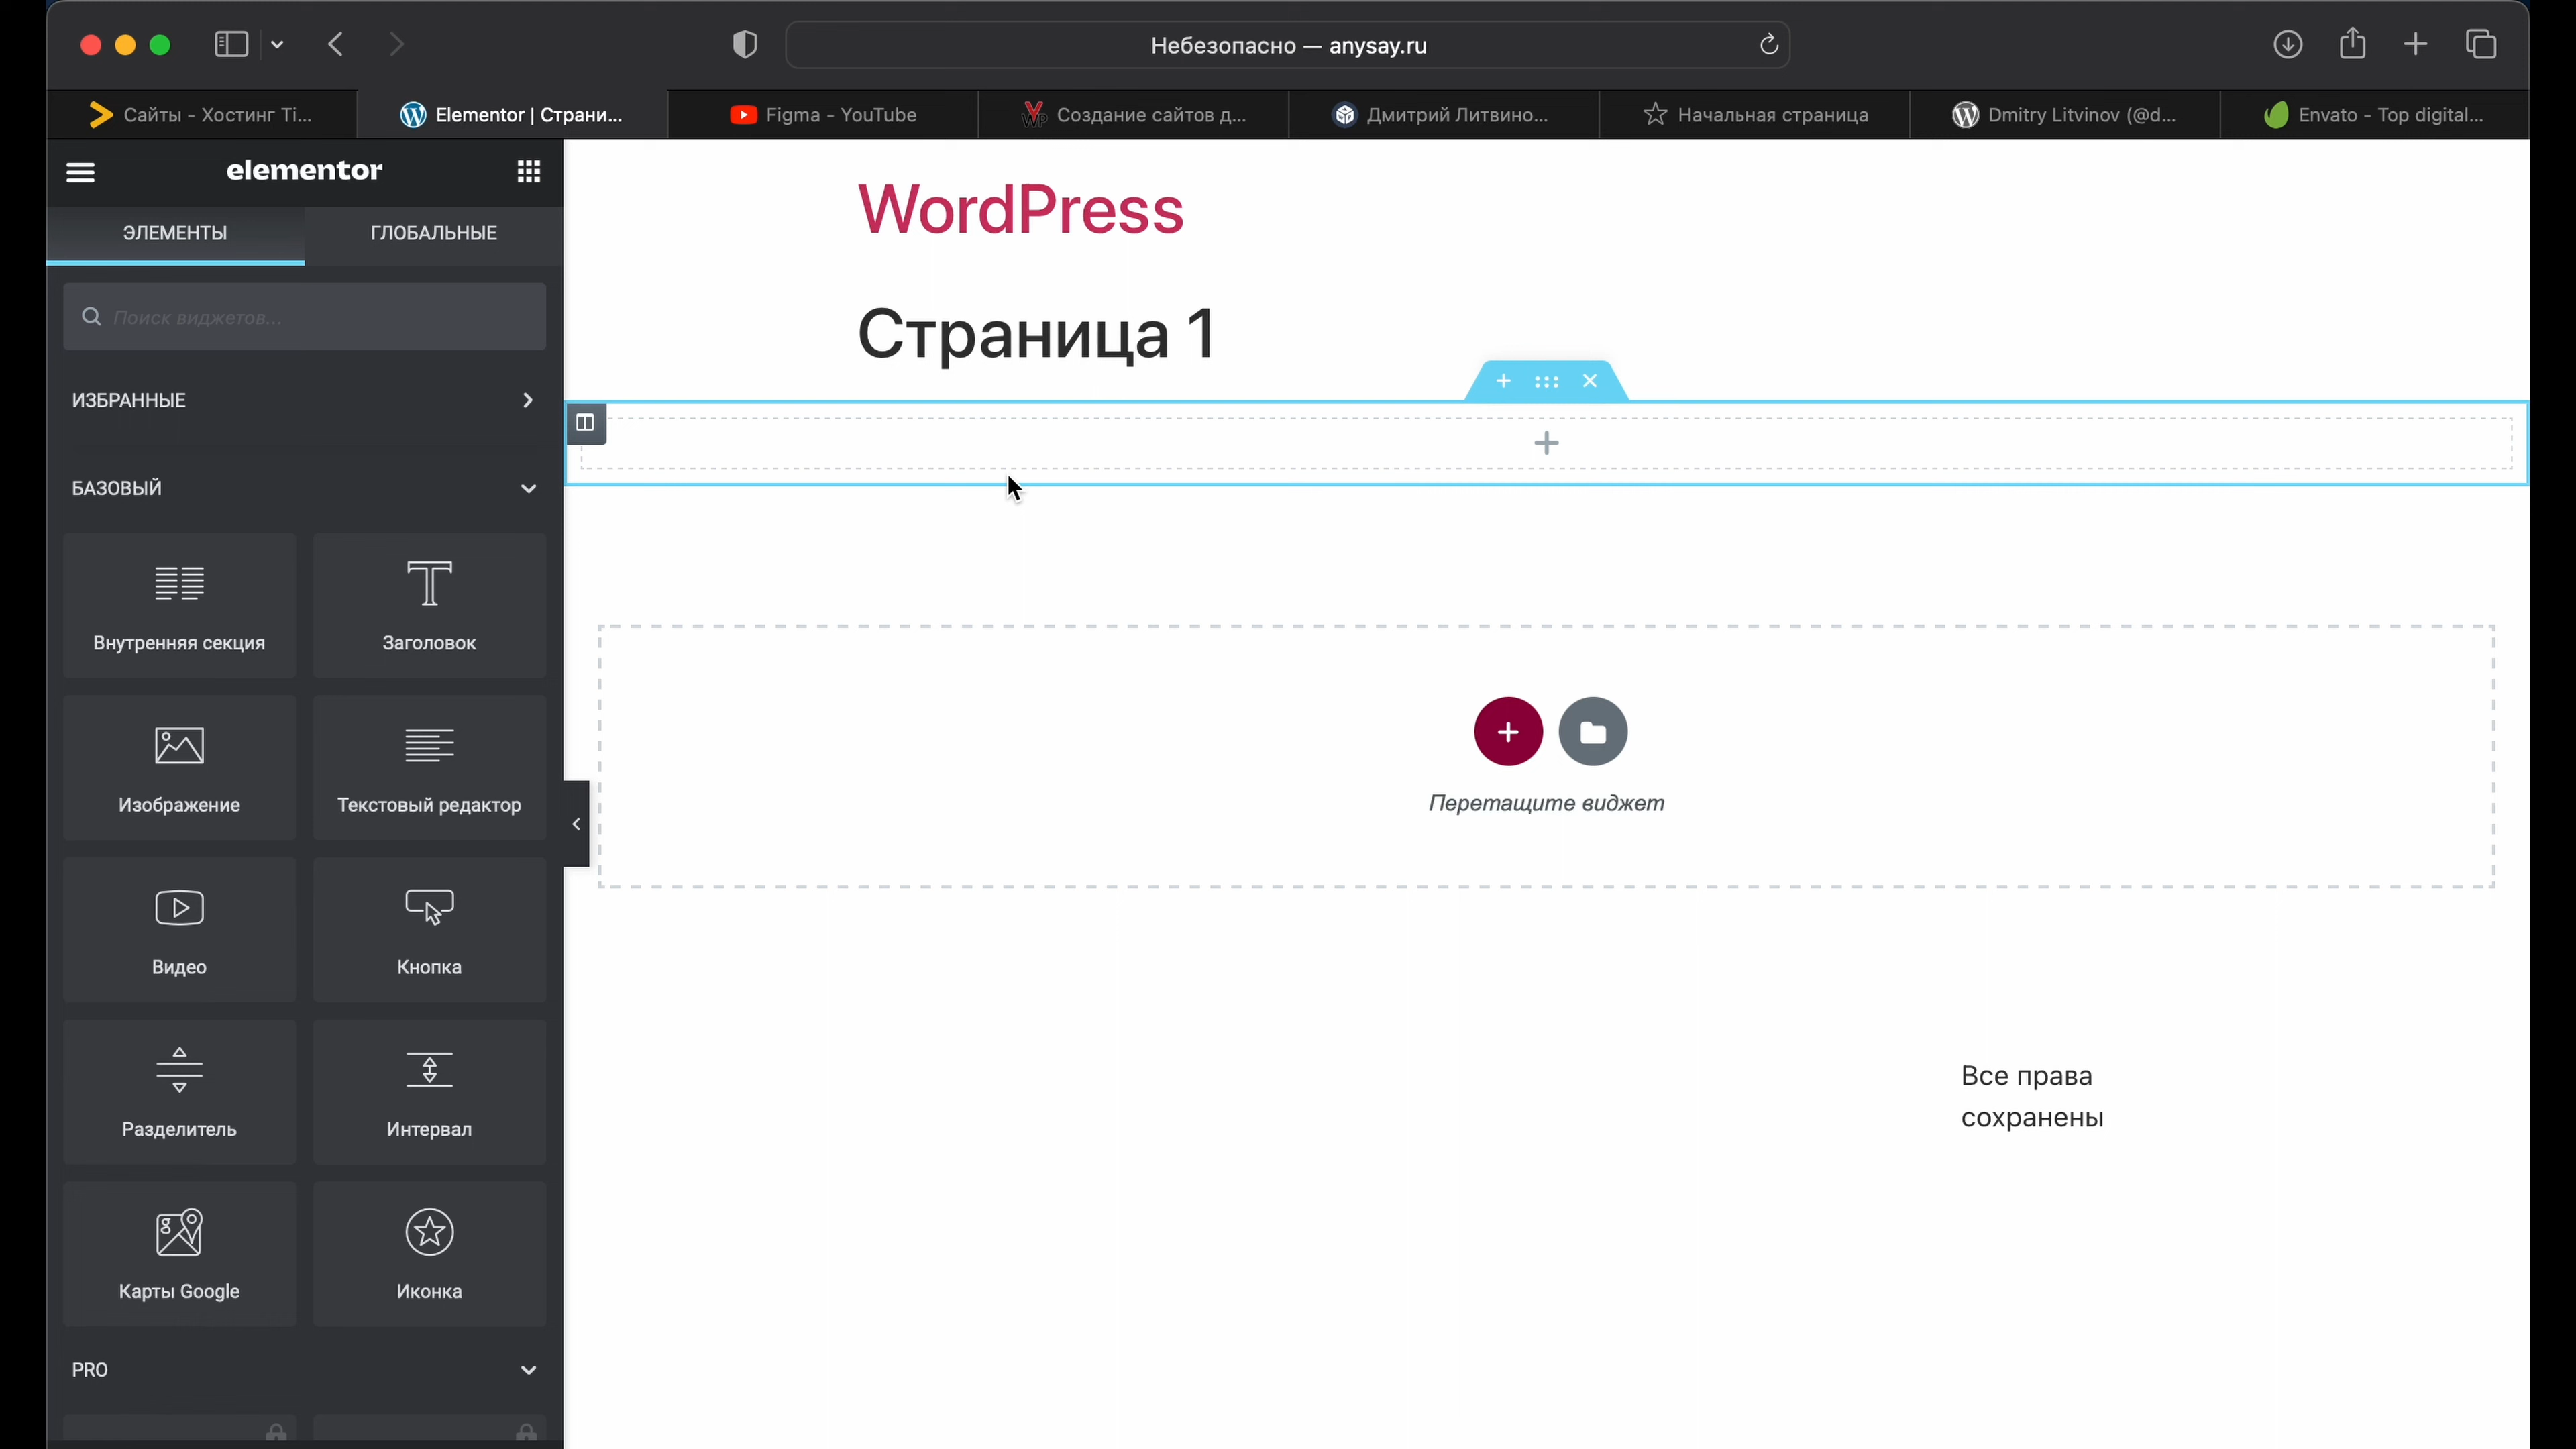 Небезопасно — anysay.ru
Сайты - Хостинг Ti...
Elementor | Страни...
Figma - YouTube
Создание сайтов д...
Дмитрий Литвино...
Начальная страница
Dmitry Litvinov (@d...
Envato - Top digital...
elementor
ЭЛЕМЕНТЫ
ГЛОБАЛЬНЫЕ
Поиск виджетов...
ИЗБРАННЫЕ
БАЗОВЫЙ
Внутренняя секция
Заголовок
Изображение
Текстовый редактор
Видео
Кнопка
Разделитель
Интервал
Карты Google
Иконка
PRO
WordPress
Страница 1
Перетащите виджет
Все права
сохранены